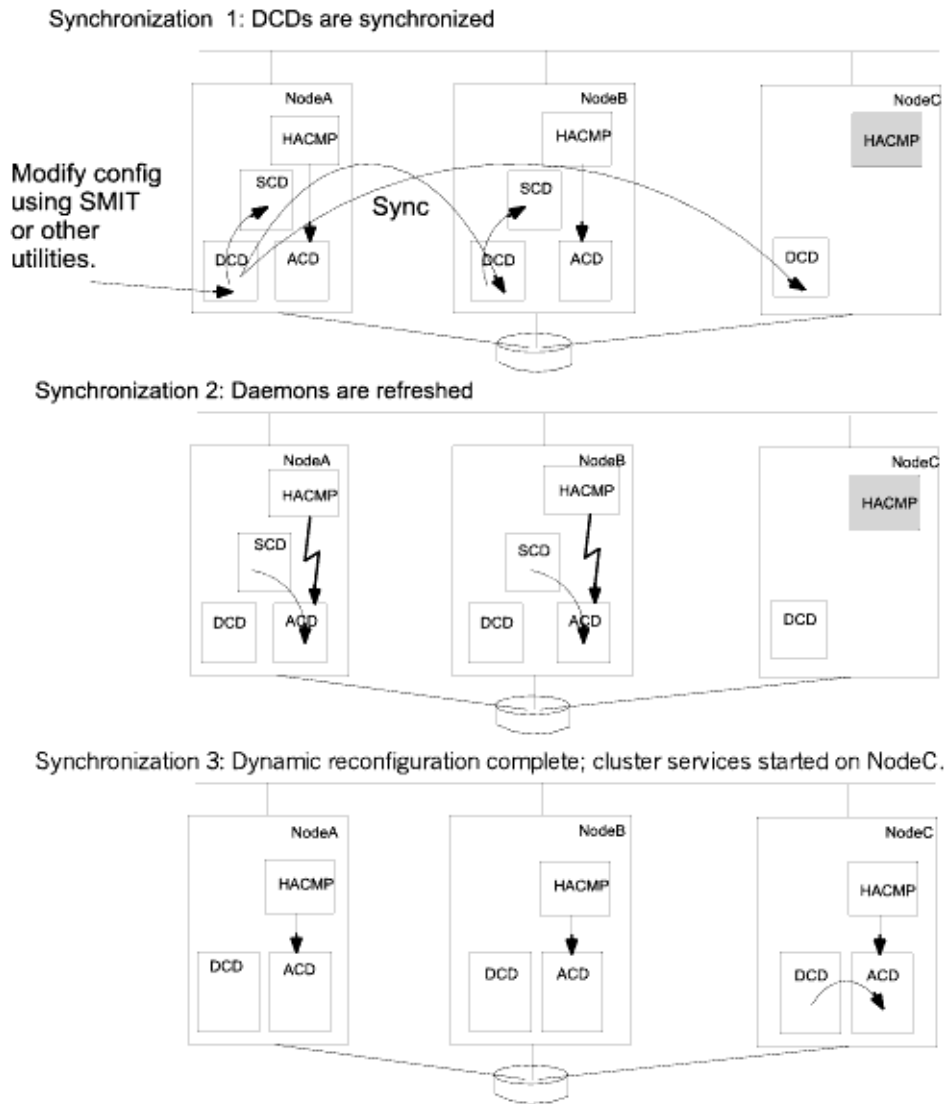 Synchronization 1: DCDs are synchronized
NodeA
NodeB
NodeC
HACMP
HACMP
HACMP
Modify config
using SMIT
or other
utilities.
SCD
Sync
SCD
DCD
ACD
DCD
ACD
DCD
Synchronization 2: Daemons are refreshed
NodeA
NodeB
NodeC
HACMP
HACMP
HACMP
SCD
SCD
DCD
ACD
DCD
ACD
DCD
Synchronization 3: Dynamic reconfiguration complete; cluster services started on NodeC.
NodeA
NodeB
NodeC
HACMP
HACMP
HACMP
DCD
ACD
DCD
ACD
DCD
ACD